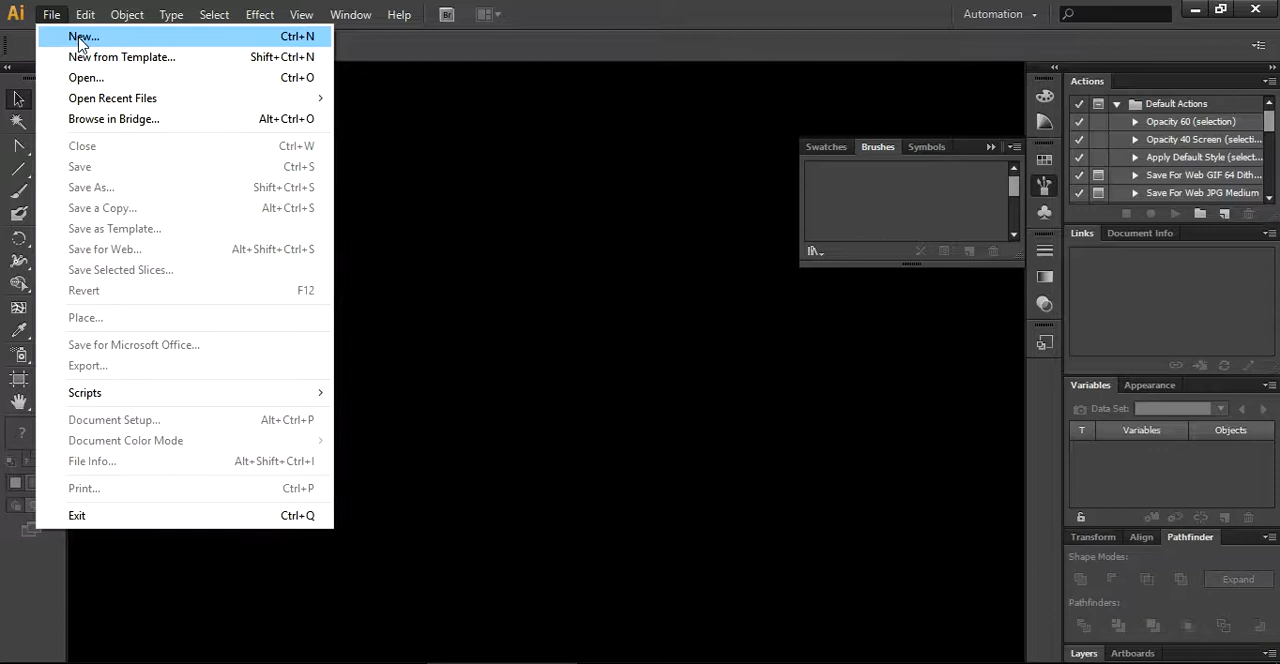 Ai File Edit Object Type Select Effect View Window Help Br Automation
New... Ctrl+N
New from Template... Shift+Ctrl+N
Open... Ctrl+O
Open Recent Files
Browse in Bridge... Alt+Ctrl+O
Close Ctrl+W
Save Ctrl+S
Save As... Shift+Ctrl+S
Save a Copy... Alt+Ctrl+S
Save as Template...
Save for Web... Alt+Shift+Ctrl+S
Save Selected Slices...
Revert F12
Place...
Save for Microsoft Office...
Export...
Scripts
Document Setup... Alt+Ctrl+P
Document Color Mode
File Info... Alt+Shift+Ctrl+I
Print... Ctrl+P
Exit Ctrl+Q
Swatches Brushes Symbols
Actions
Default Actions
Opacity 60 (selection)
Opacity 40 Screen (selecti...
Apply Default Style (select...
Save For Web GIF 64 Dith...
Save For Web JPG Medium
Links Document Info
Variables Appearance
Data Set:
T Variables Objects
Transform Align Pathfinder
Shape Modes:
Expand
Pathfinders:
Layers Artboards